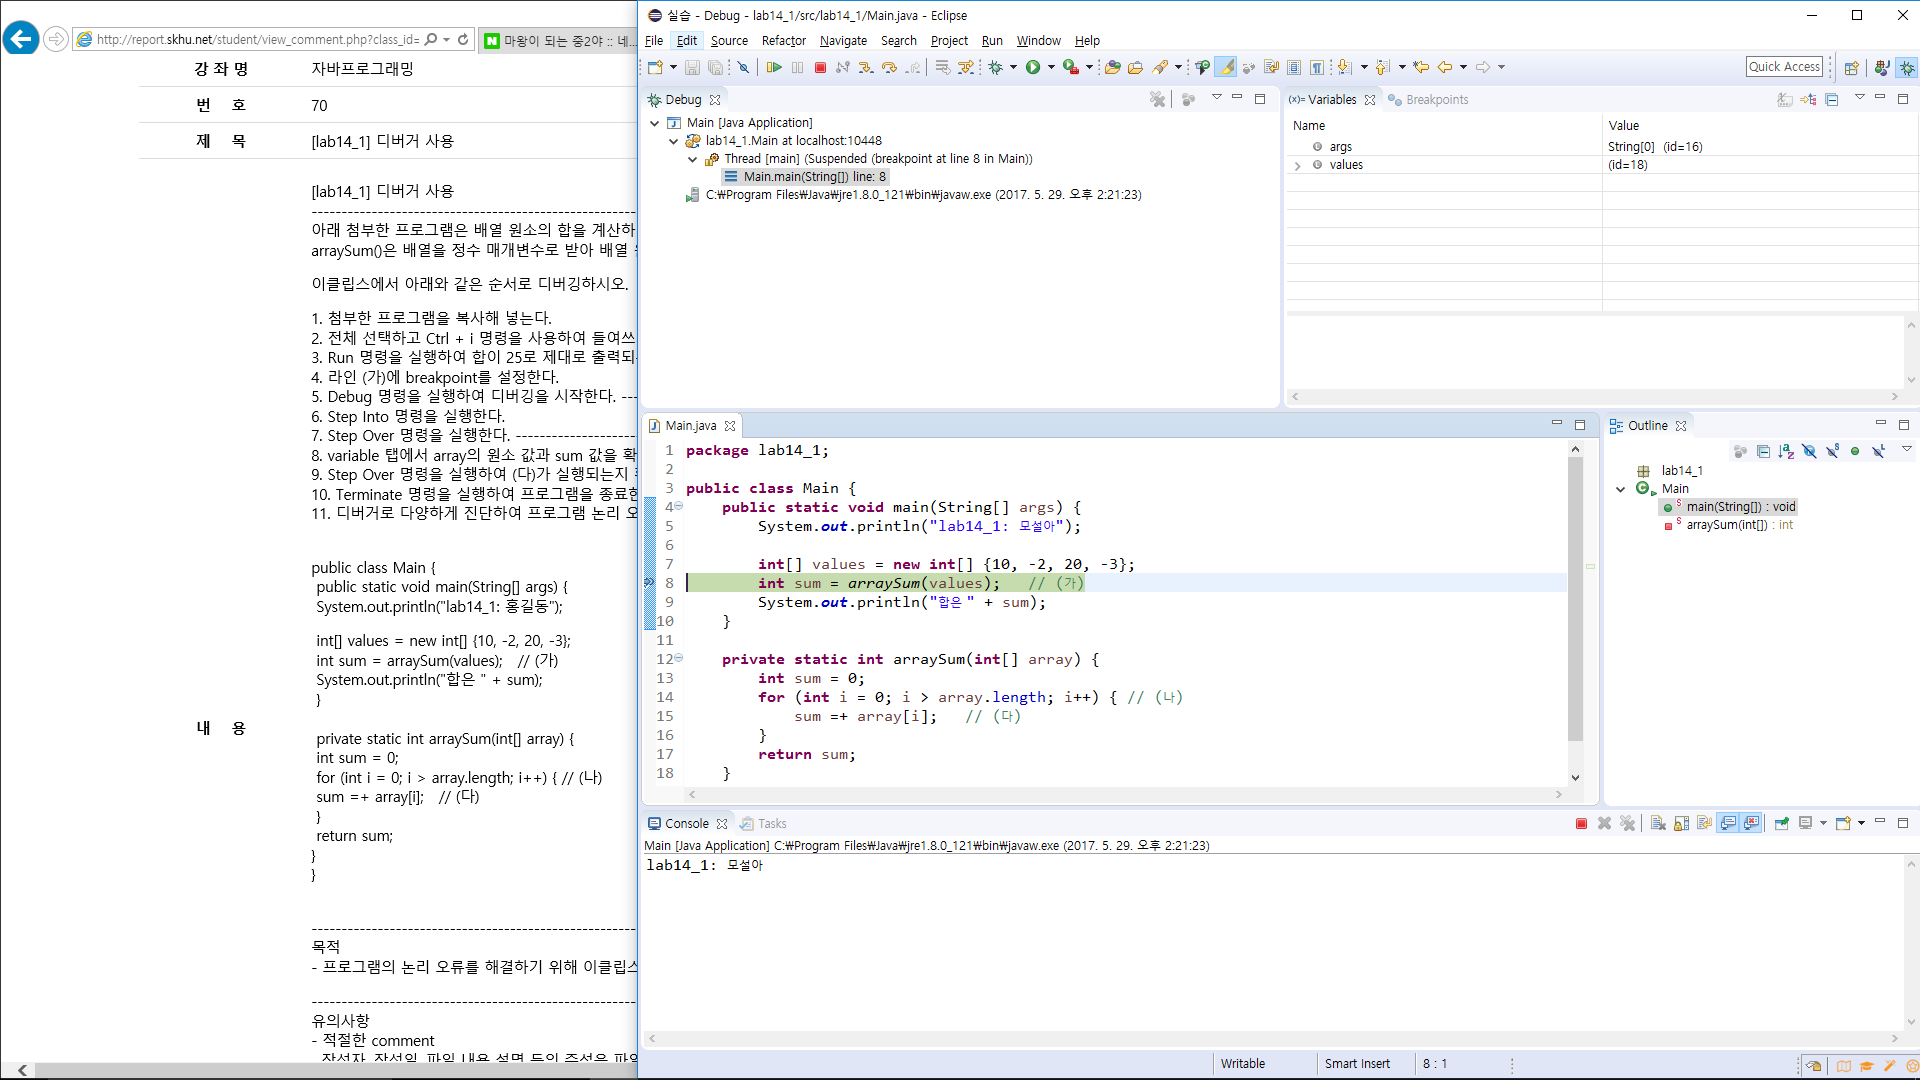 http://report.skhu.net/student/view_comment.php?class_id=
마왕이 되는 중2야 :: 네...
강 좌 명 자바프로그래밍
번 호 70
제 목 [lab14_1] 디버거 사용
내 용
[lab14_1] 디버거 사용
아래 첨부한 프로그램은 배열 원소의 합을 계산하
arraySum()은 배열을 정수 매개변수로 받아 배열
이클립스에서 아래와 같은 순서로 디버깅하시오.
1. 첨부한 프로그램을 복사해 넣는다.
2. 전체 선택하고 Ctrl + i 명령을 사용하여 들여쓰
3. Run 명령을 실행하여 합이 25로 제대로 출력되
4. 라인 (가)에 breakpoint를 설정한다.
5. Debug 명령을 실행하여 디버깅을 시작한다. ---
6. Step Into 명령을 실행한다.
7. Step Over 명령을 실행한다. ---------------------
8. variable 탭에서 array의 원소 값과 sum 값을 확
9. Step Over 명령을 실행하여 (다)가 실행되는지
10. Terminate 명령을 실행하여 프로그램을 종료한
11. 디버거로 다양하게 진단하여 프로그램 논리 오
public class Main {
public static void main(String[] args) {
System.out.println("lab14_1: 홍길동");
int[] values = new int[] {10, -2, 20, -3};
int sum = arraySum(values);   // (가)
System.out.println("합은 " + sum);
}
private static int arraySum(int[] array) {
int sum = 0;
for (int i = 0; i > array.length; i++) { // (나)
sum =+ array[i];   // (다)
}
return sum;
}
}
목적
- 프로그램의 논리 오류를 해결하기 위해 이클립스
유의사항
- 적절한 comment
실습 - Debug - lab14_1/src/lab14_1/Main.java - Eclipse
File Edit Source Refactor Navigate Search Project Run Window Help
Quick Access
Debug
Main [Java Application]
lab14_1.Main at localhost:10448
Thread [main] (Suspended (breakpoint at line 8 in Main))
Main.main(String[]) line: 8
C:₩Program Files₩Java₩jre1.8.0_121₩bin₩javaw.exe (2017. 5. 29. 오후 2:21:23)
(x)= Variables Breakpoints
Name Value
args String[0] (id=16)
values (id=18)
Main.java
1 package lab14_1;
2
3 public class Main {
4 public static void main(String[] args) {
5 System.out.println("lab14_1: 모설아");
6
7 int[] values = new int[] {10, -2, 20, -3};
8 int sum = arraySum(values);   // (가)
9 System.out.println("합은 " + sum);
10 }
11
12 private static int arraySum(int[] array) {
13 int sum = 0;
14 for (int i = 0; i > array.length; i++) { // (나)
15 sum =+ array[i];   // (다)
16 }
17 return sum;
18 }
Outline
lab14_1
Main
main(String[]) : void
arraySum(int[]) : int
Console Tasks
Main [Java Application] C:₩Program Files₩Java₩jre1.8.0_121₩bin₩javaw.exe (2017. 5. 29. 오후 2:21:23)
lab14_1: 모설아
Writable Smart Insert 8 : 1